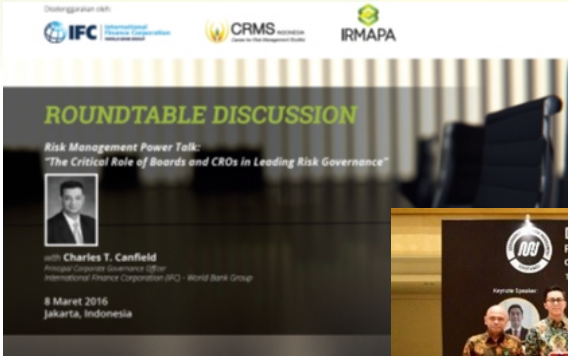 Diselenggarakan oleh:
IFC International
Finance Corporation
WORLD BANK GROUP
CRMS INDONESIA
Center for Risk Management Studies
IRMAPA
ROUNDTABLE DISCUSSION
Risk Management Power Talk:
"The Critical Role of Boards and CROs in Leading Risk Governance"
with Charles T. Canfield
Principal Corporate Governance Officer
International Finance Corporation (IFC) - World Bank Group
8 Maret 2016
Jakarta, Indonesia
Keynote Speaker: